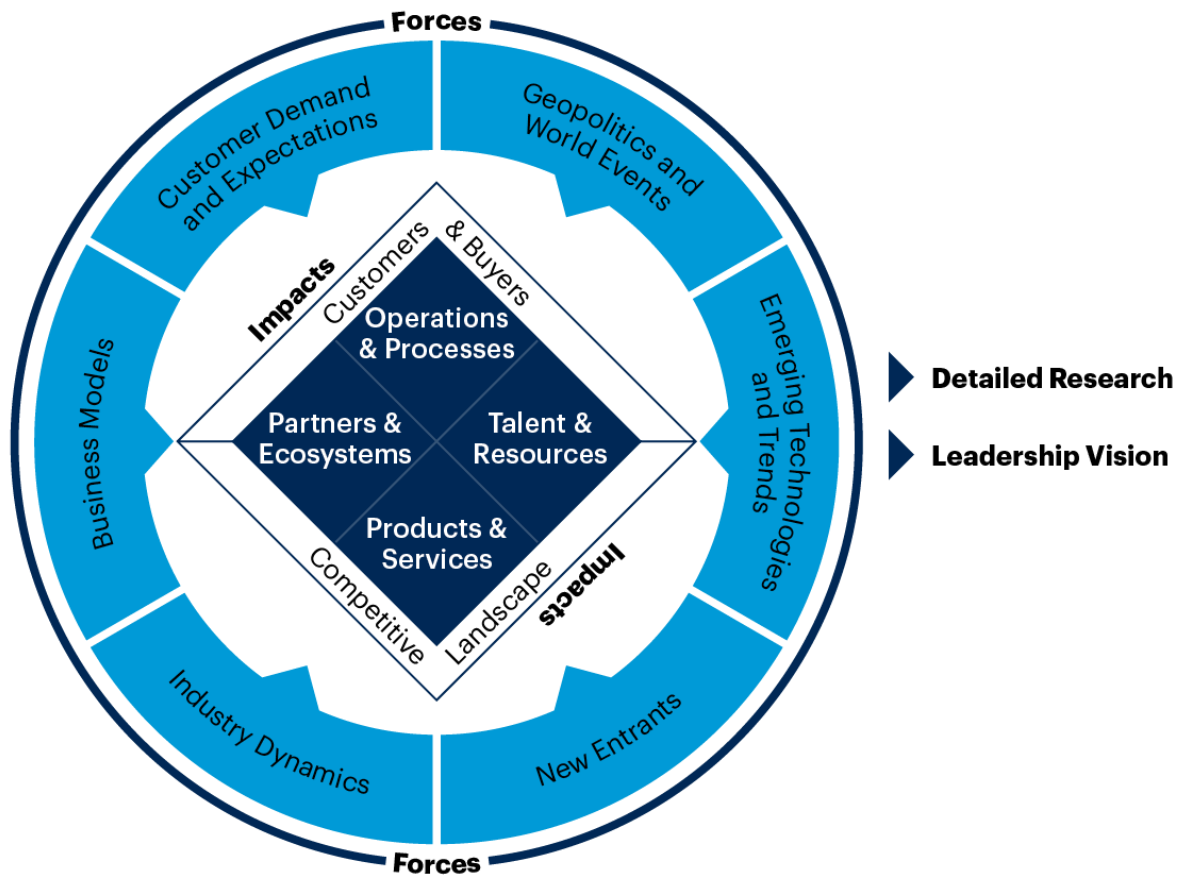 Forces
Customer Demand
and Expectations
Geopolitics and
World Events
Impacts
Customers
& Buyers
Operations
& Processes
Business Models
Partners &
Ecosystems
Talent &
Resources
Emerging Technologies
and Trends
Detailed Research
Leadership Vision
Products &
Services
Competitive
Landscape
Impacts
Industry Dynamics
New Entrants
Forces